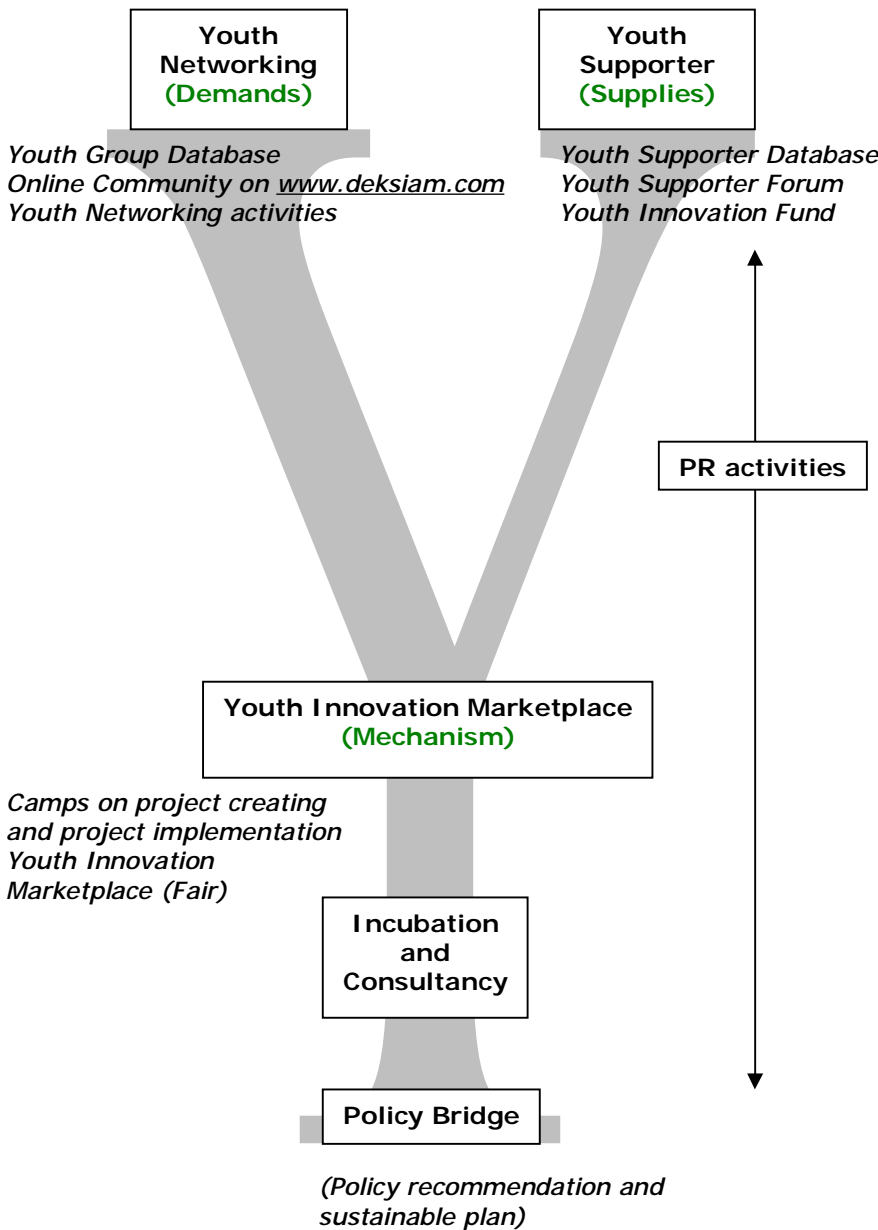 Youth
Networking
(Demands)
Youth
Supporter
(Supplies)
Youth Group Database
Online Community on www.deksiam.com
Youth Networking activities
Youth Supporter Database
Youth Supporter Forum
Youth Innovation Fund
PR activities
Youth Innovation Marketplace
(Mechanism)
Camps on project creating
and project implementation
Youth Innovation
Marketplace (Fair)
Incubation
and
Consultancy
Policy Bridge
(Policy recommendation and
sustainable plan)